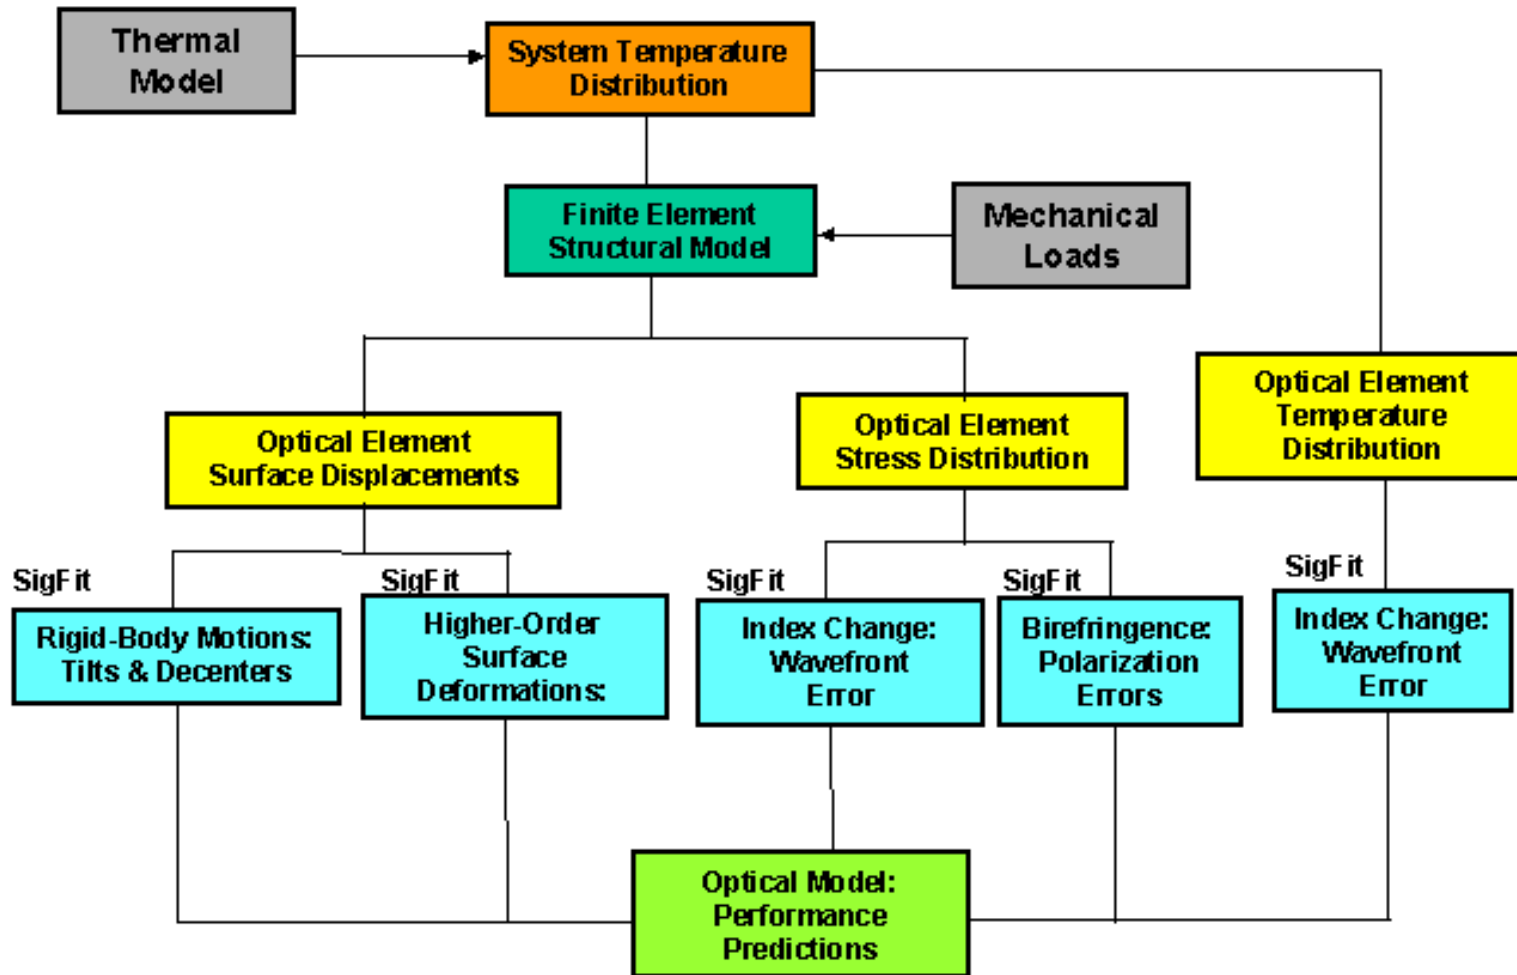 Thermal
Model
System Temperature
Distribution
Finite Element
Structural Model
Mechanical
Loads
Optical Element
Surface Displacements
Optical Element
Stress Distribution
Optical Element
Temperature
Distribution
SigFit
Rigid-Body Motions:
Tilts & Decenters
SigFit
Higher-Order
Surface
Deformations:
SigFit
Index Change:
Wavefront
Error
SigFit
Birefringence:
Polarization
Errors
SigFit
Index Change:
Wavefront
Error
Optical Model:
Performance
Predictions